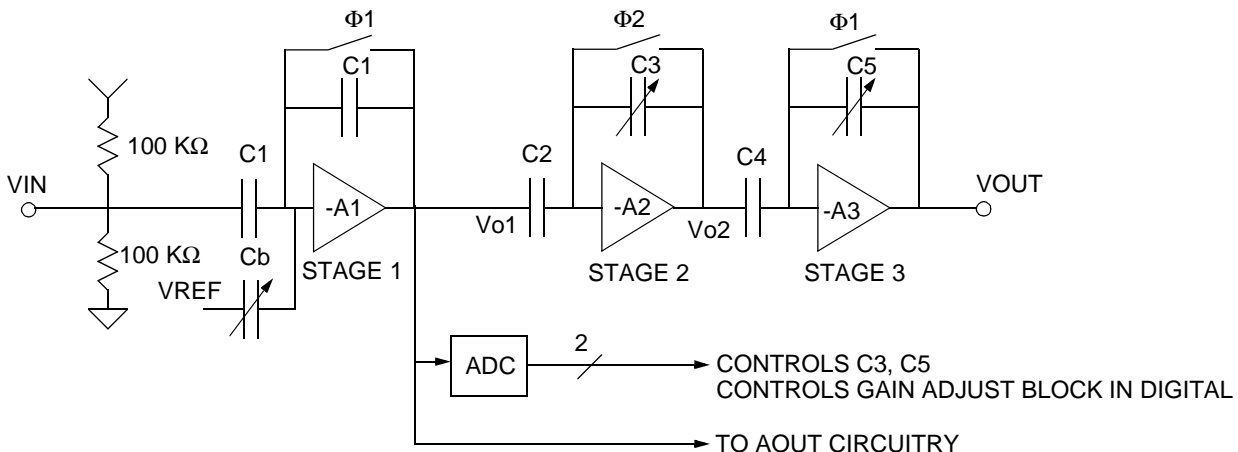 Φ1
Φ2
Φ1
C1
C3
C5
100 KΩ
C1
C2
C4
VIN
VOUT
-A1
-A2
-A3
Vo1
Vo2
100 KΩ
Cb
STAGE 1
STAGE 2
STAGE 3
VREF
2
ADC
CONTROLS C3, C5
CONTROLS GAIN ADJUST BLOCK IN DIGITAL
TO AOUT CIRCUITRY